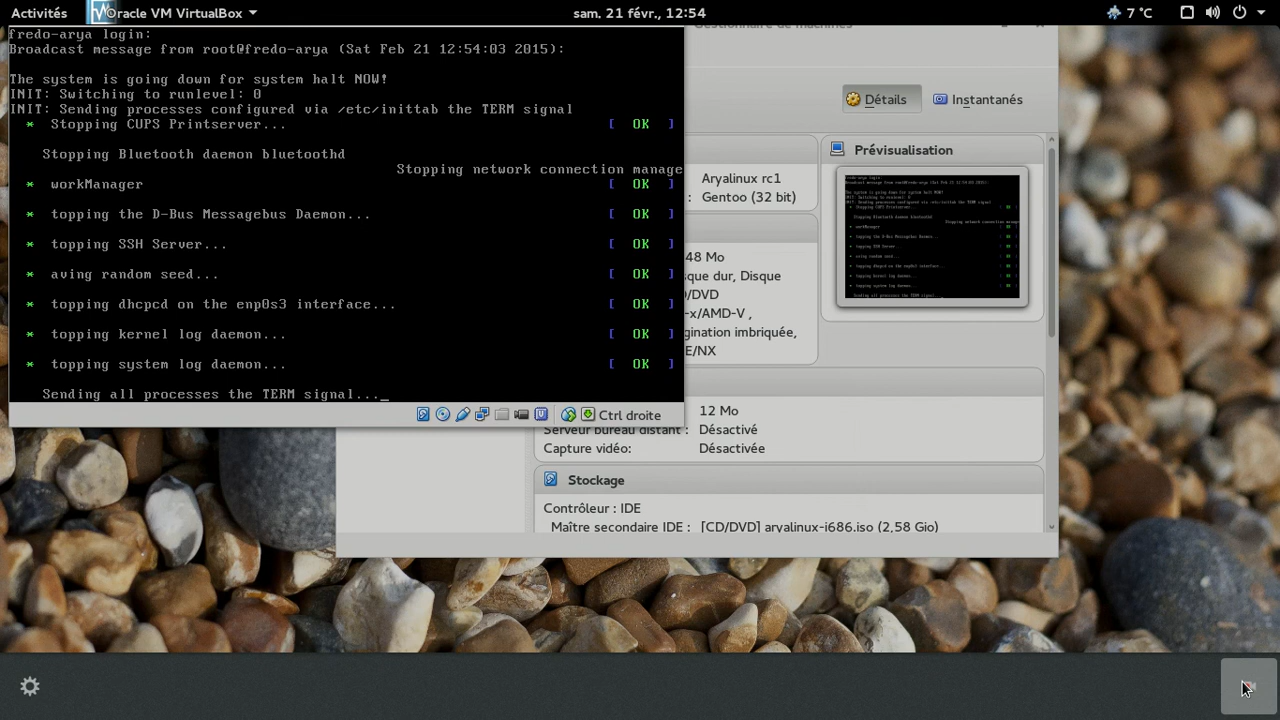 Activités Oracle VM VirtualBox sam. 21 févr., 12:54 7 °C
fredo-arya login:
Broadcast message from root@fredo-arya (Sat Feb 21 12:54:03 2015):
The system is going down for system halt NOW!
INIT: Switching to runlevel: 0
INIT: Sending processes configured via /etc/inittab the TERM signal
* Stopping CUPS Printserver... [ OK ]
Stopping Bluetooth daemon bluetoothd
Stopping network connection manage
* workManager [ OK ]
* topping the D-Bus Messagebus Daemon... [ OK ]
* topping SSH Server... [ OK ]
* aving random seed... [ OK ]
* topping dhcpcd on the enp0s3 interface... [ OK ]
* topping kernel log daemon... [ OK ]
* topping system log daemon... [ OK ]
Sending all processes the TERM signal..._
Ctrl droite
Détails Instantanés
Aryalinux rc1
: Gentoo (32 bit)
48 Mo
que dur, Disque
/DVD
-x/AMD-V ,
gination imbriquée,
E/NX
Prévisualisation
12 Mo
Serveur bureau distant : Désactivé
Capture vidéo: Désactivée
Stockage
Contrôleur : IDE
Maître secondaire IDE : [CD/DVD] aryalinux-i686.iso (2,58 Gio)